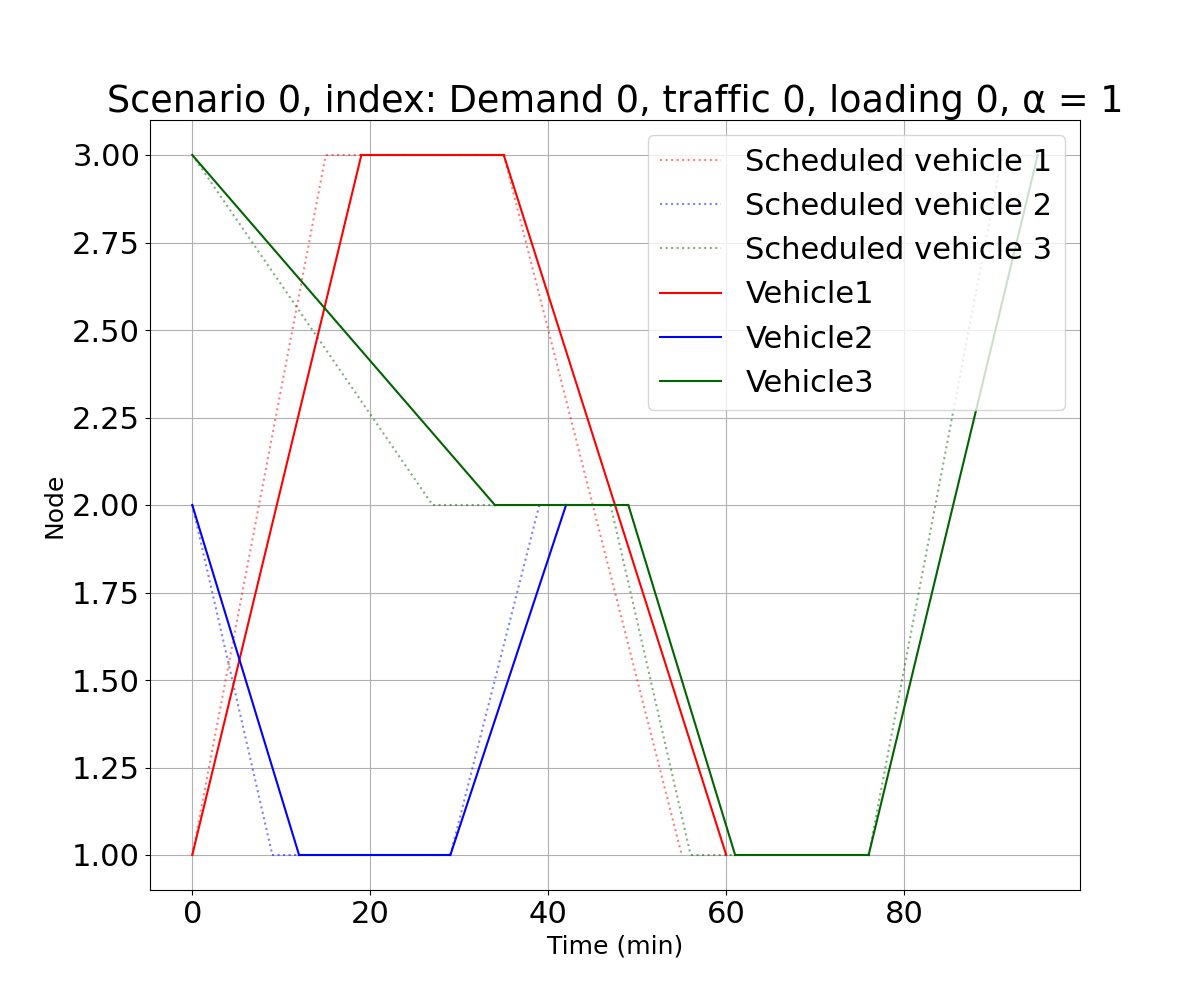 Scenario 0, index: Demand 0, traffic 0, loading 0, α = 1
3.00
2.75
2.50
2.25
2.00
1.75
1.50
1.25
1.00
Node
Scheduled vehicle 1
Scheduled vehicle 2
Scheduled vehicle 3
Vehicle1
Vehicle2
Vehicle3
0 20 40 60 80
Time (min)